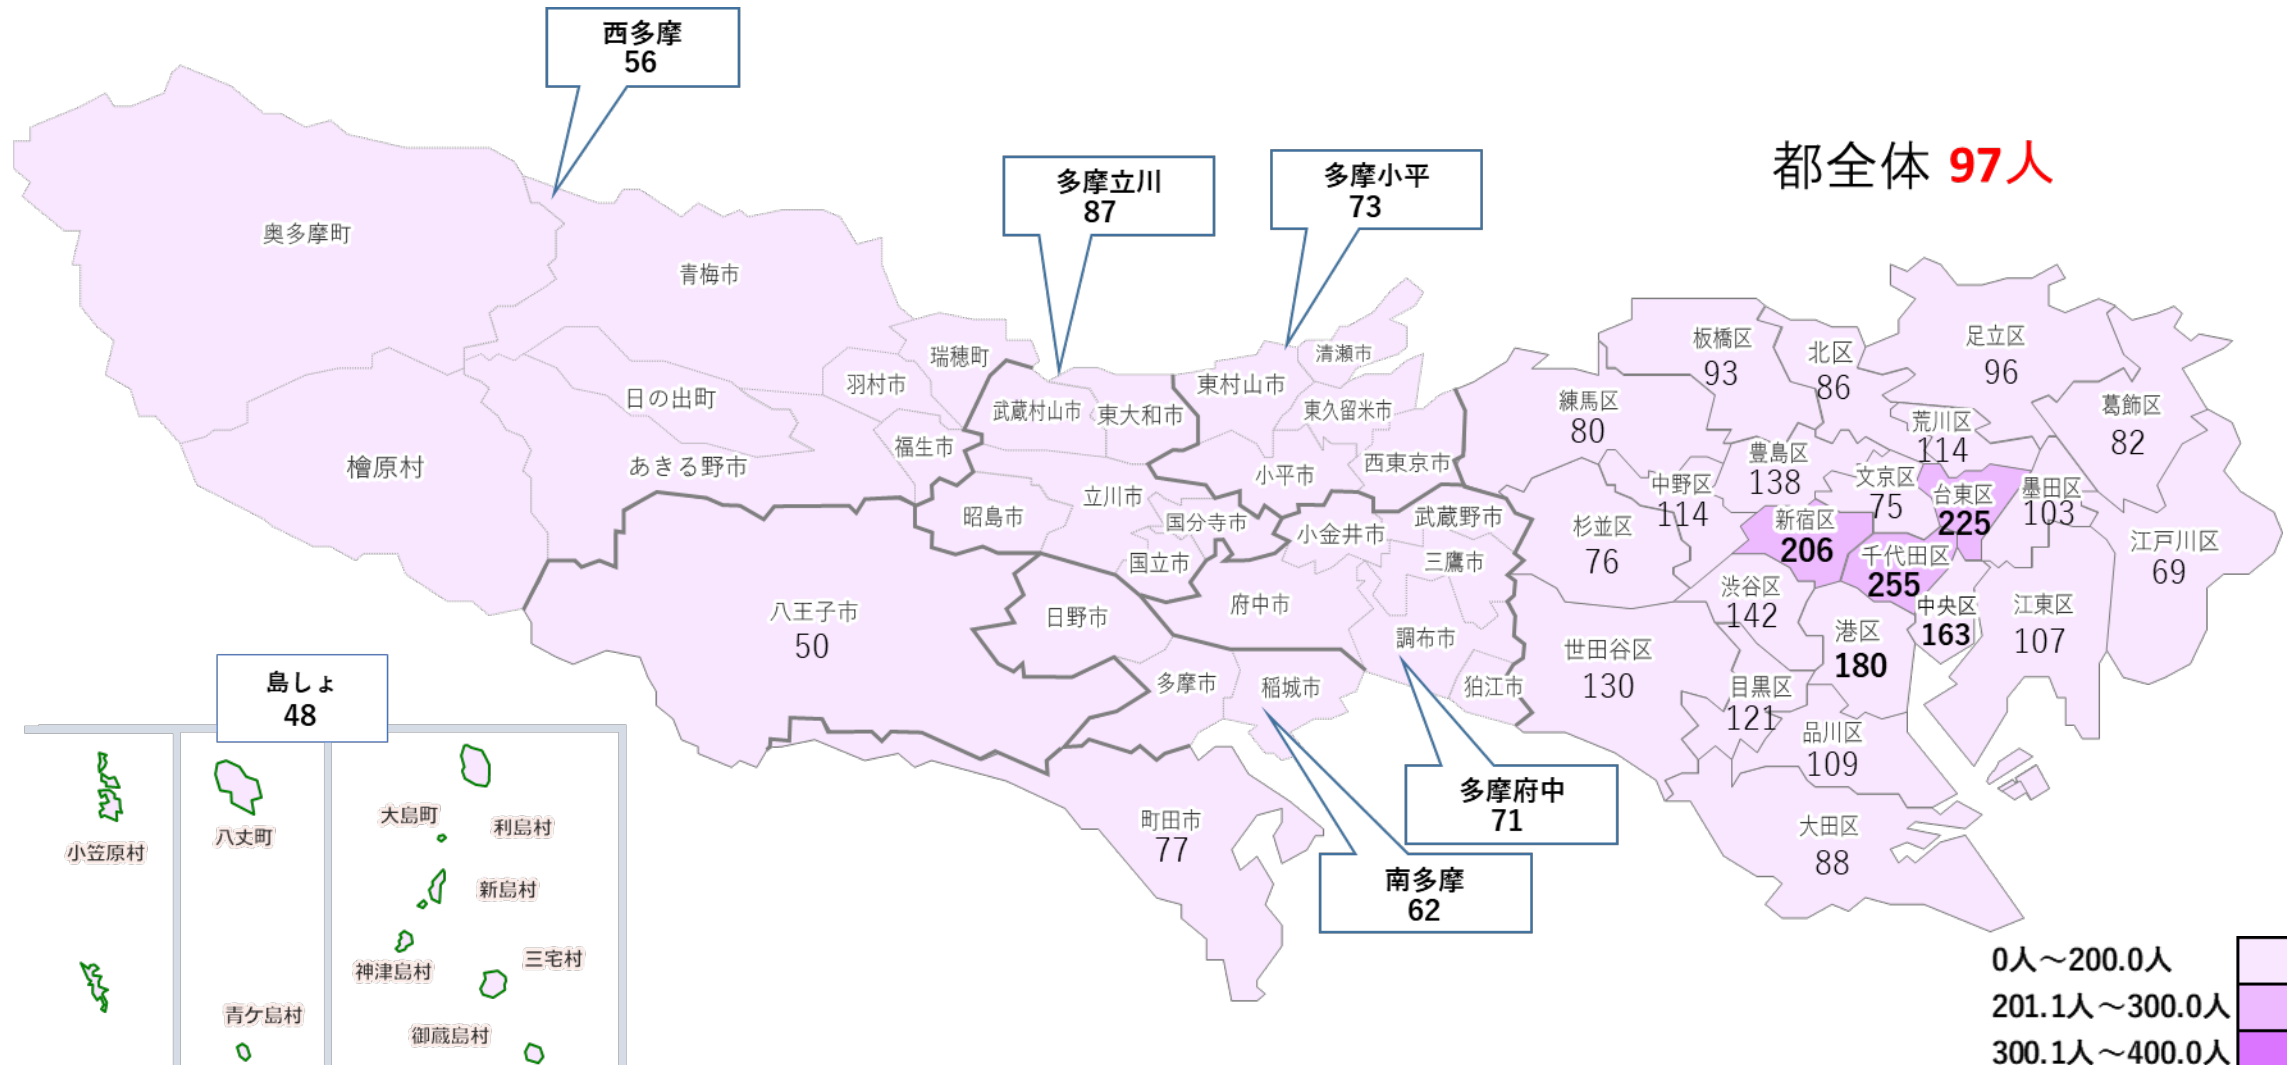 西多摩
56
多摩立川
87
多摩小平
73
都全体 97人
奥多摩町
青梅市
瑞穂町
羽村市
日の出町
あきる野市
福生市
檜原村
武蔵村山市
東大和市
東村山市
清瀬市
東久留米市
小平市
西東京市
昭島市
立川市
国分寺市
国立市
小金井市
武蔵野市
三鷹市
府中市
調布市
狛江市
八王子市
50
日野市
多摩市
稲城市
町田市
77
多摩府中
71
南多摩
62
板橋区
93
北区
86
足立区
96
葛飾区
82
練馬区
80
荒川区
114
豊島区
138
文京区
75
台東区
225
墨田区
103
中野区
114
杉並区
76
新宿区
206
千代田区
255
江戸川区
69
渋谷区
142
中央区
163
江東区
107
港区
180
世田谷区
130
目黒区
121
品川区
109
大田区
88
島しょ
48
小笠原村
八丈町
青ケ島村
大島町
利島村
新島村
神津島村
三宅村
御蔵島村
0人～200.0人
201.1人～300.0人
300.1人～400.0人